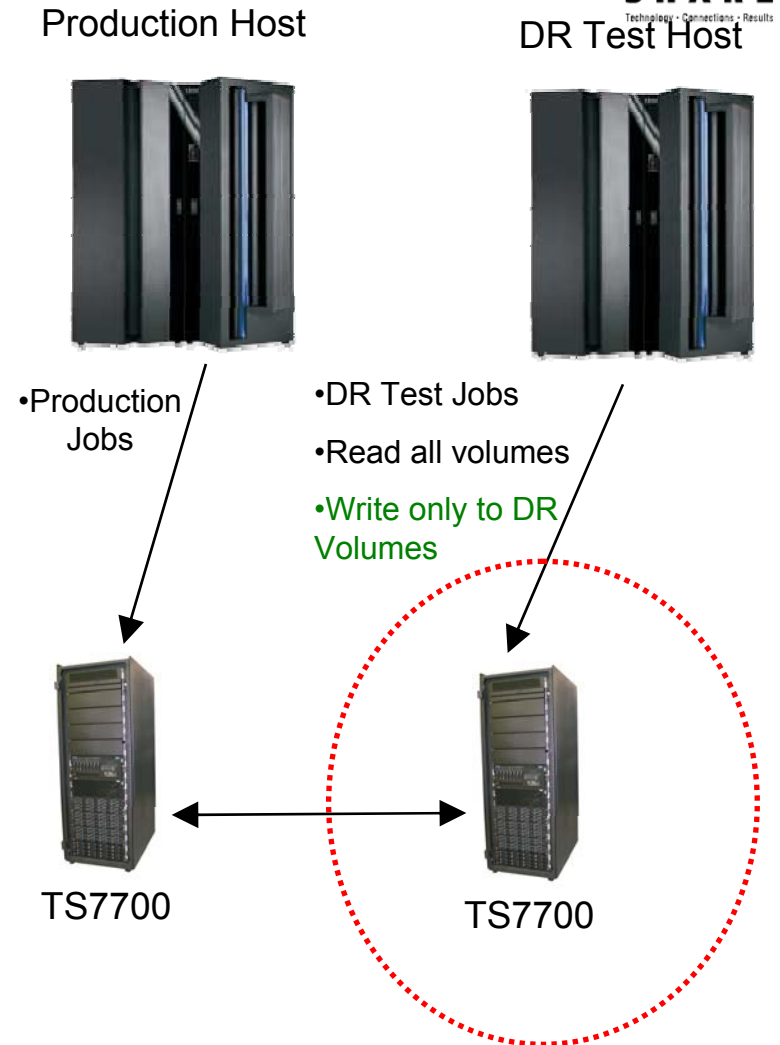 Production Host
Technology · Connections · Results
DR Test Host
•Production
Jobs
•DR Test Jobs
•Read all volumes
•Write only to DR
Volumes
TS7700
TS7700